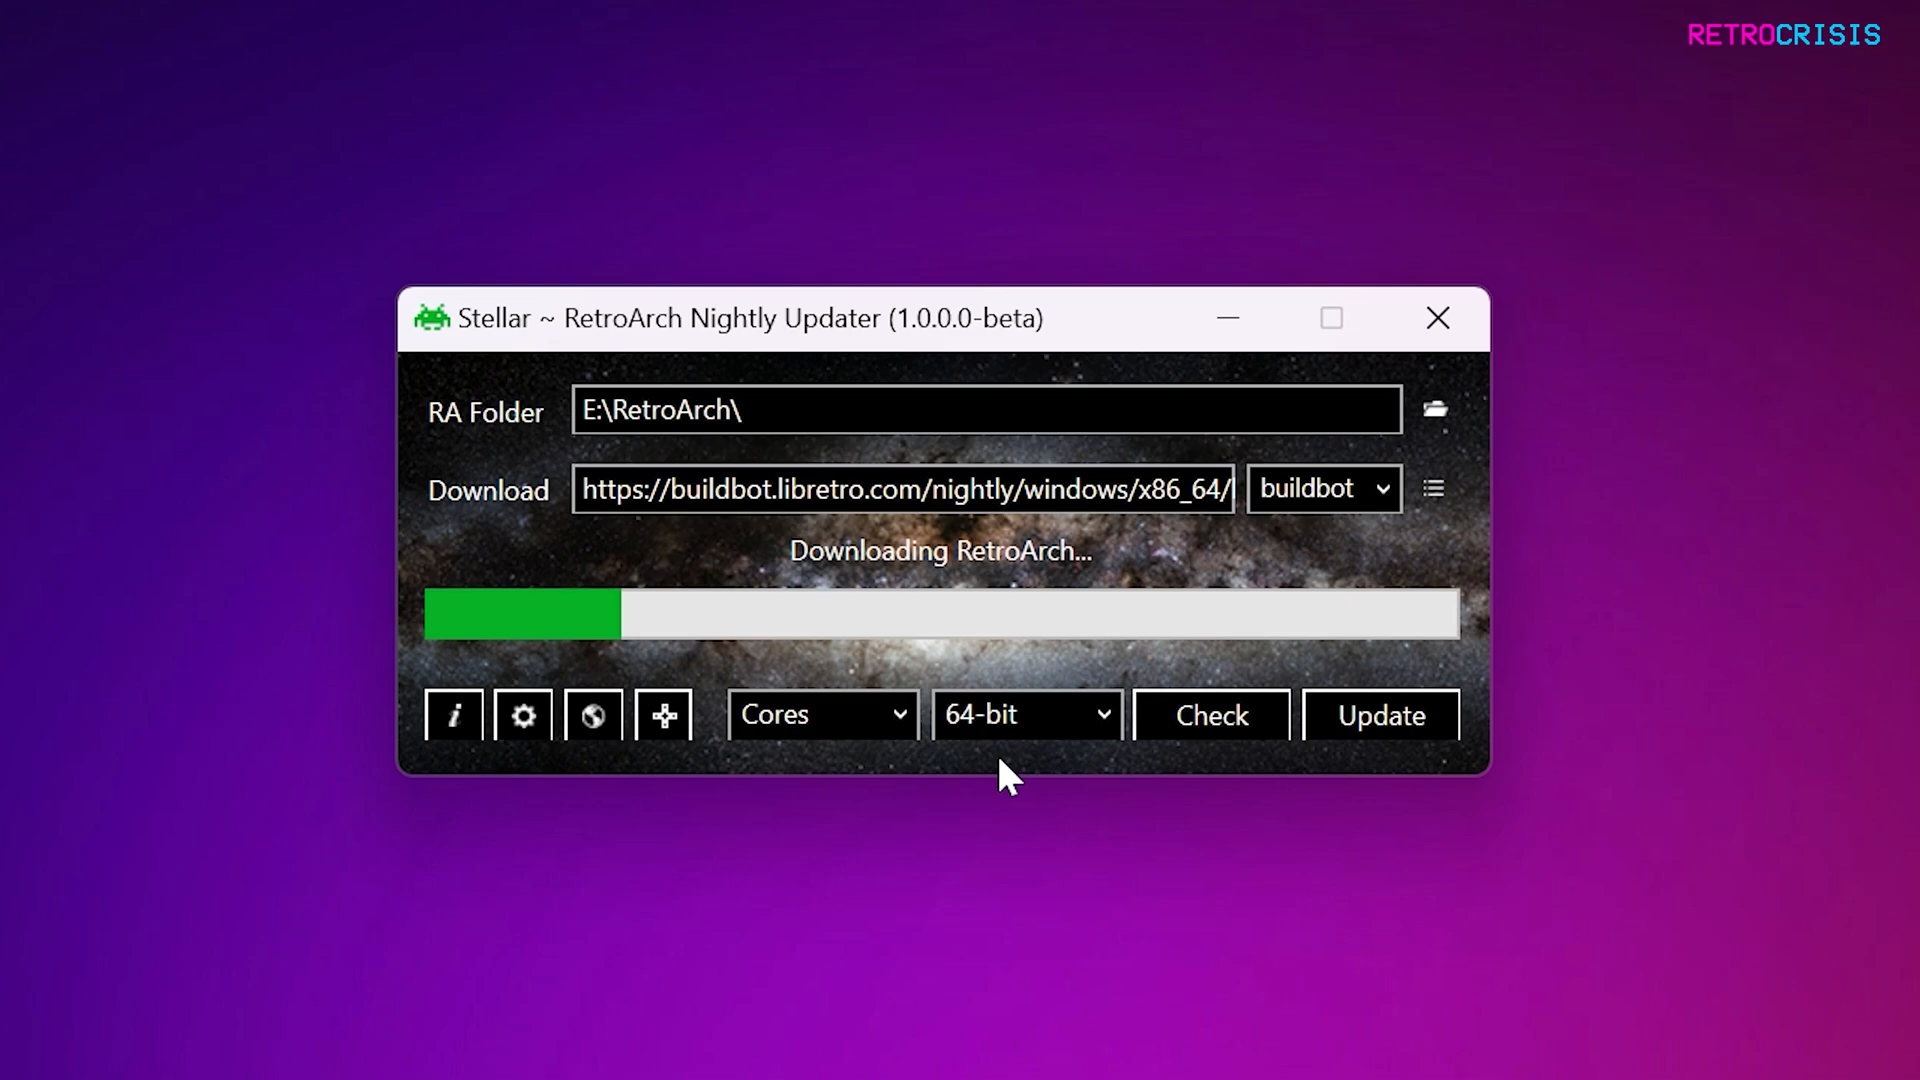 RETROCRISIS
Stellar ~ RetroArch Nightly Updater (1.0.0.0-beta)
RA Folder E:\RetroArch\
Download https://buildbot.libretro.com/nightly/windows/x86_64/ buildbot
Downloading RetroArch...
i Cores 64-bit Check Update